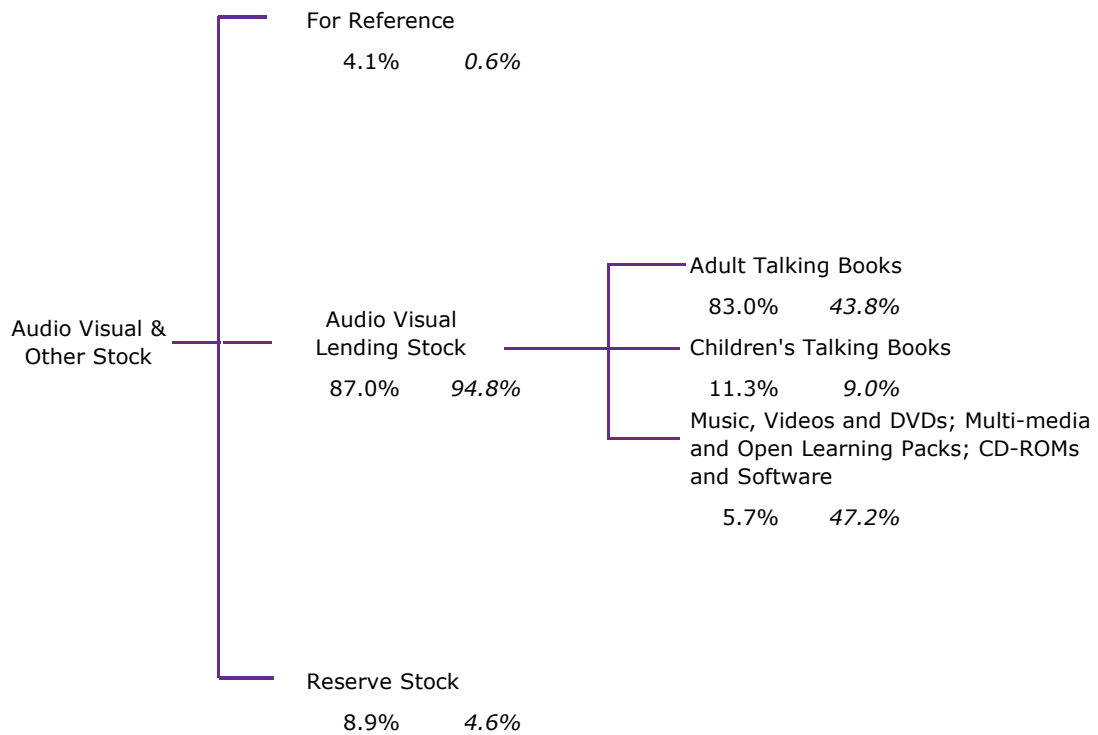 For Reference
4.1% 0.6%
Audio Visual &
Other Stock
Audio Visual
Lending Stock
87.0% 94.8%
Adult Talking Books
83.0% 43.8%
Children's Talking Books
11.3% 9.0%
Music, Videos and DVDs; Multi-media
and Open Learning Packs; CD-ROMs
and Software
5.7% 47.2%
Reserve Stock
8.9% 4.6%